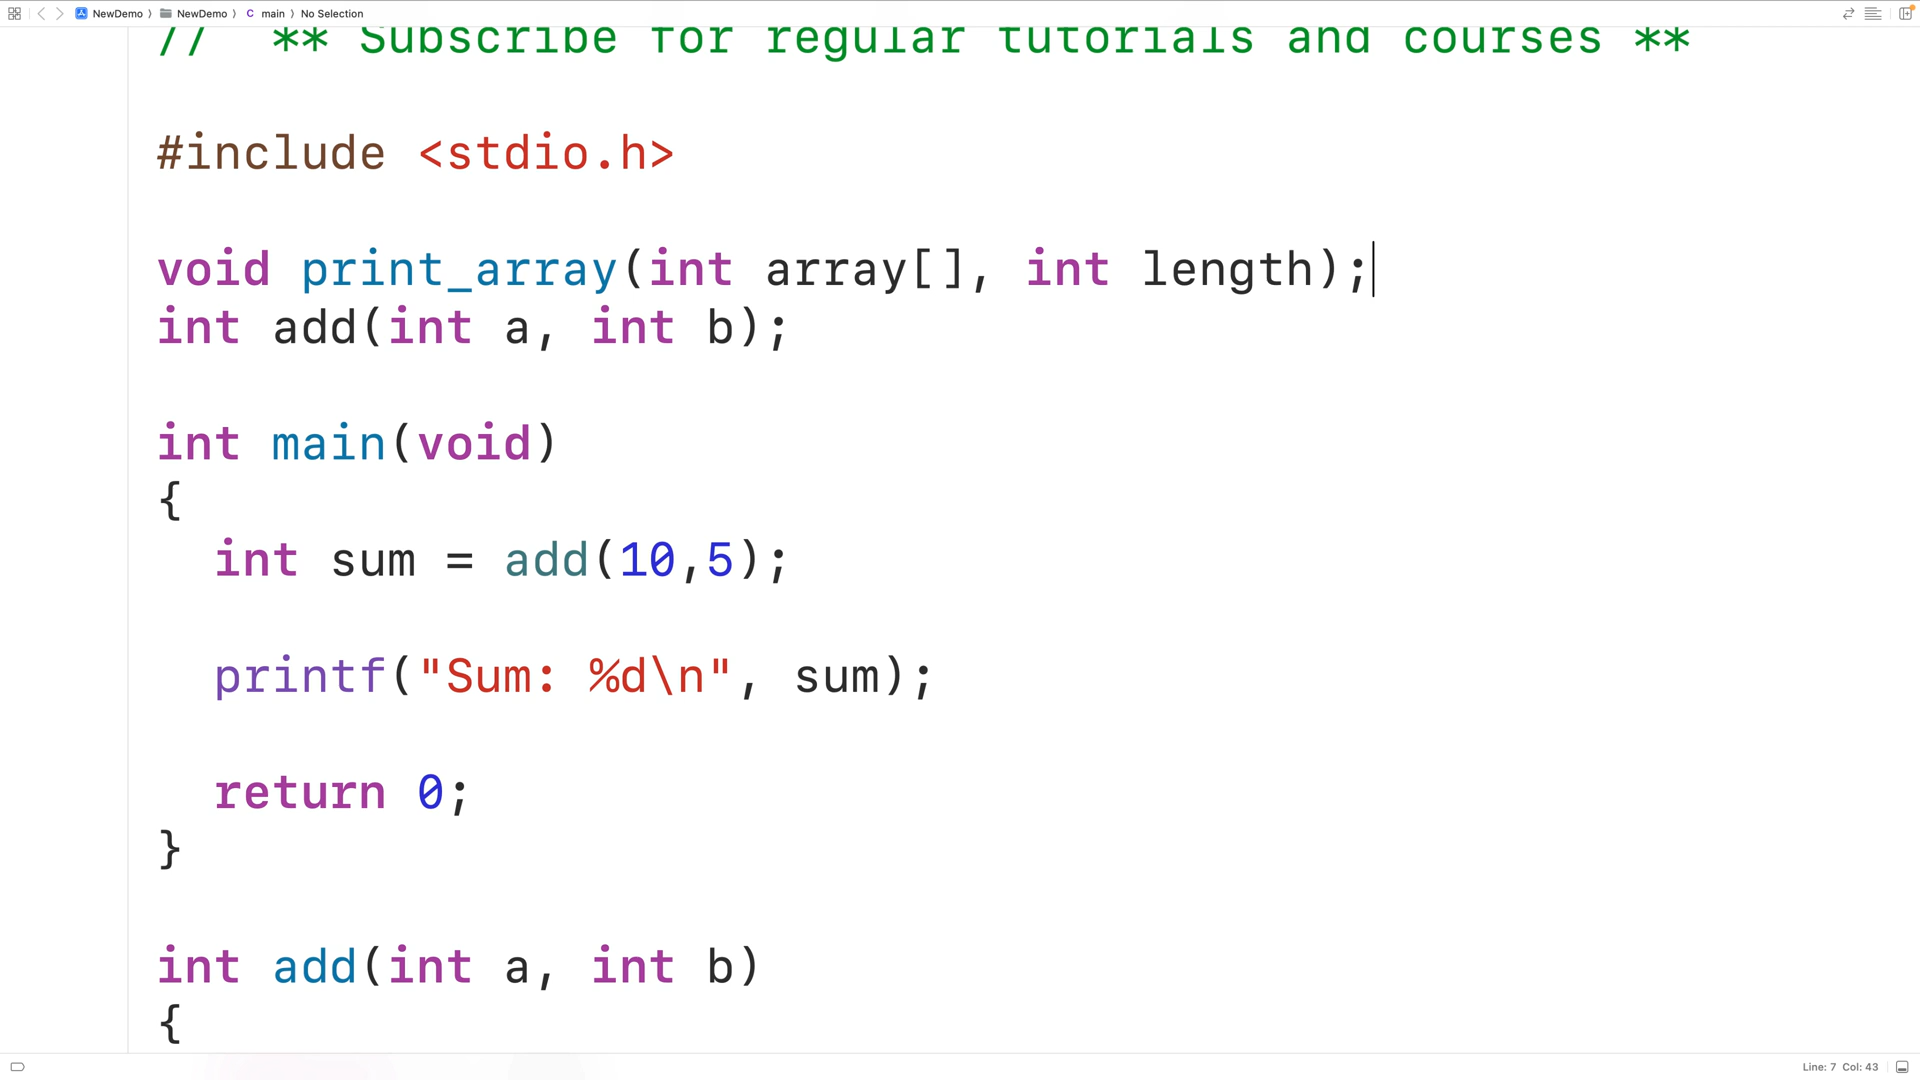 NewDemo ⟩ NewDemo ⟩ C main ⟩ No Selection
// ** Subscribe for regular tutorials and courses **
#include <stdio.h>
void print_array(int array[], int length);
int add(int a, int b);
int main(void)
{
int sum = add(10,5);
printf("Sum: %d\n", sum);
return 0;
}
int add(int a, int b)
{
Line: 7 Col: 43